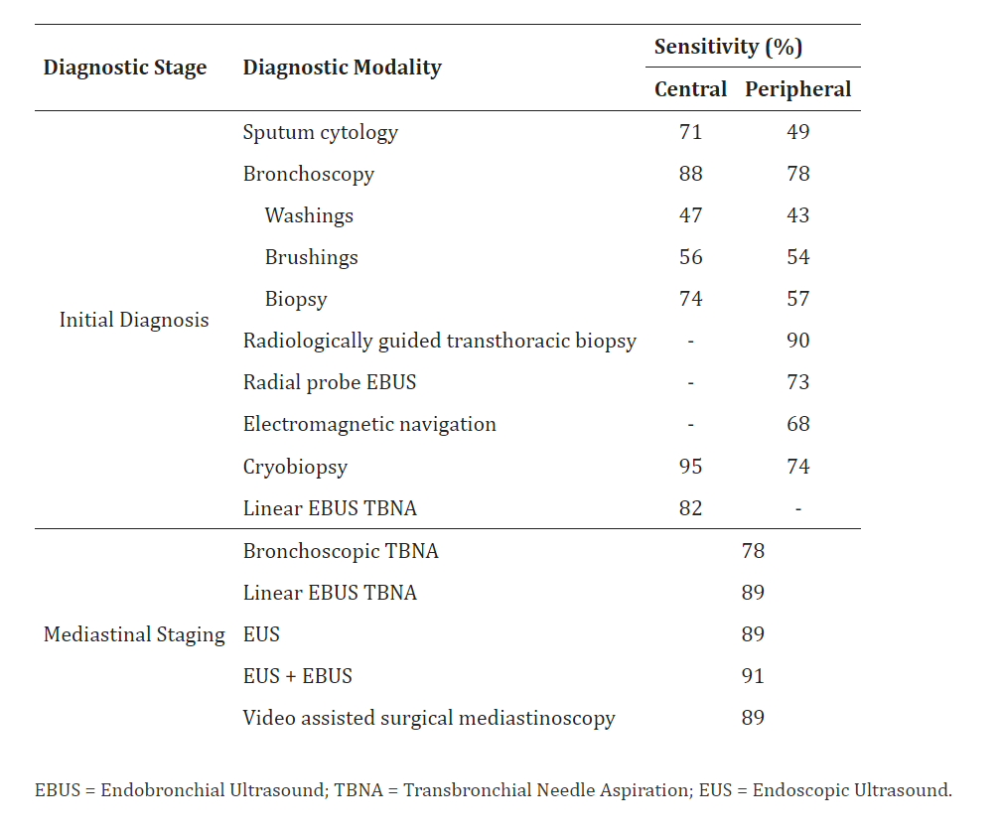 Diagnostic Stage Diagnostic Modality Sensitivity (%)
Central Peripheral
Sputum cytology 71 49
Bronchoscopy 88 78
Washings 47 43
Brushings 56 54
Biopsy 74 57
Initial Diagnosis
Radiologically guided transthoracic biopsy - 90
Radial probe EBUS - 73
Electromagnetic navigation - 68
Cryobiopsy 95 74
Linear EBUS TBNA 82 -
Bronchoscopic TBNA 78
Linear EBUS TBNA 89
Mediastinal Staging EUS 89
EUS + EBUS 91
Video assisted surgical mediastinoscopy 89
EBUS = Endobronchial Ultrasound; TBNA = Transbronchial Needle Aspiration; EUS = Endoscopic Ultrasound.